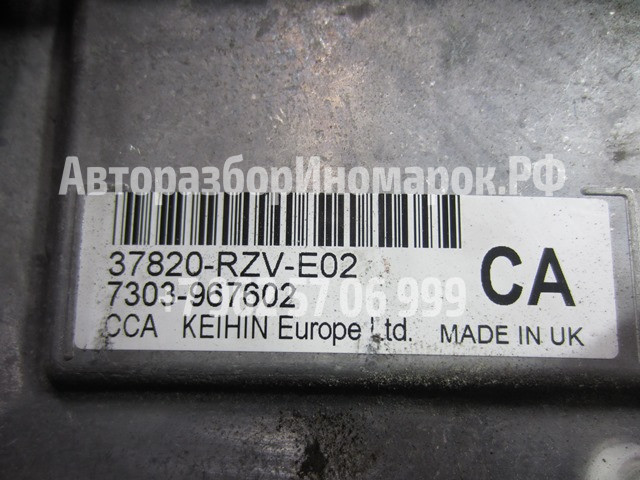 АвторазборИномарок.РФ
37820-RZV-E02
7303-967602
CA
CCA KEIHIN Europe Ltd. MADE IN UK